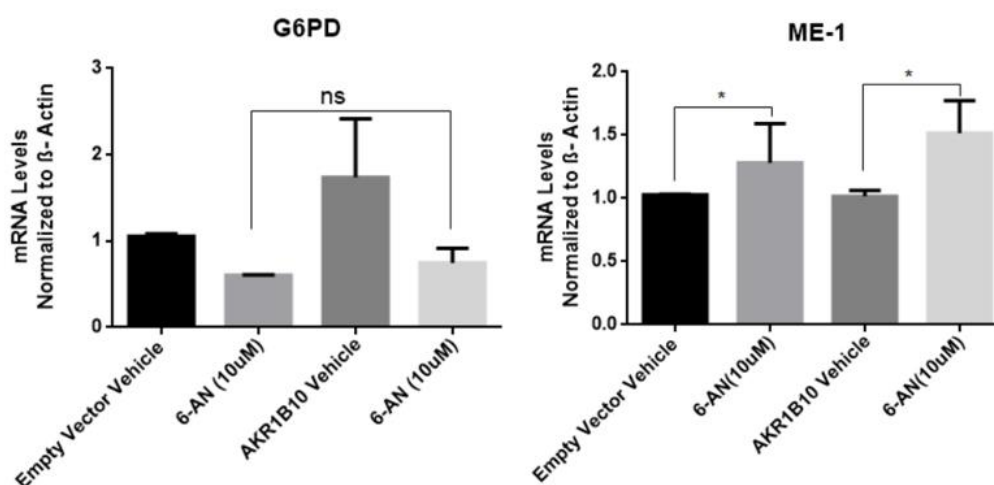 G6PD
mRNA Levels
Normalized to ß- Actin
3
2
1
0
ns
Empty Vector Vehicle
6-AN (10uM)
AKR1B10 Vehicle
6-AN (10uM)
ME-1
mRNA Levels
Normalized to ß- Actin
2.0
1.5
1.0
0.5
0.0
*
*
Empty Vector Vehicle
6-AN(10uM)
AKR1B10 Vehicle
6-AN(10uM)